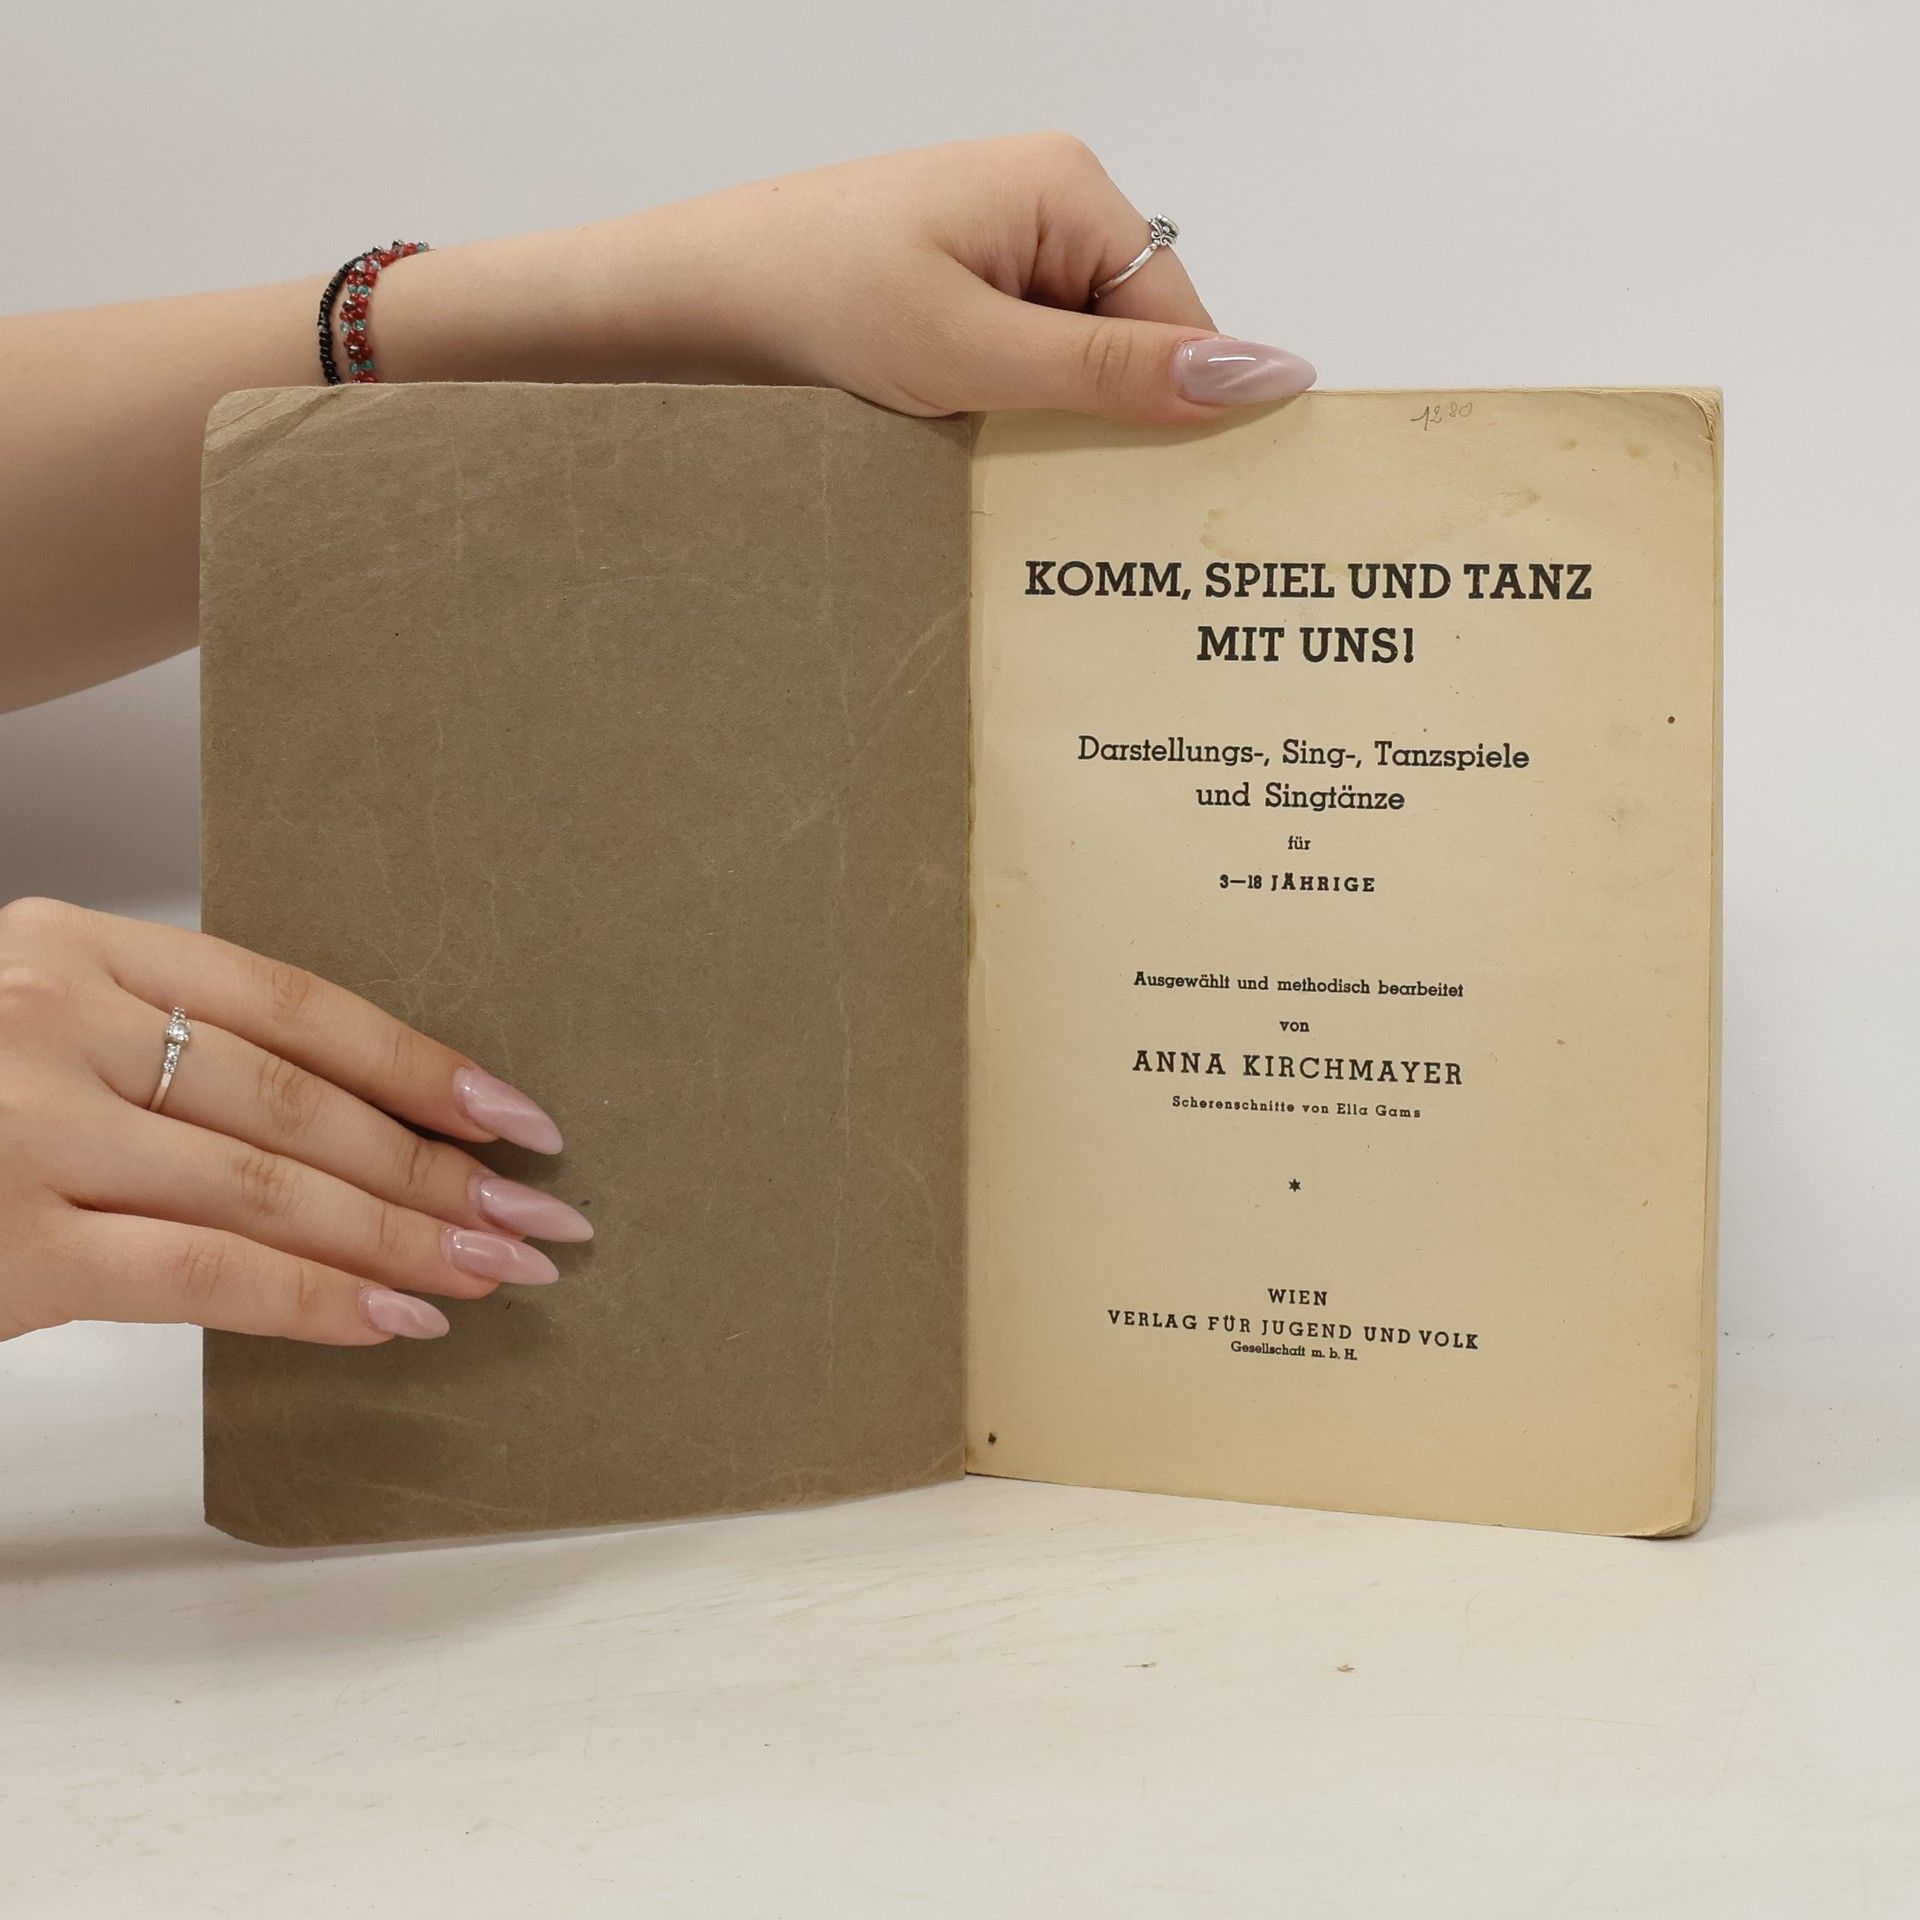 12'80
KOMM, SPIEL UND TANZ
MIT UNS!
Darstellungs-, Sing-, Tanzspiele
und Singtänze
für
3—18 JÄHRIGE
Ausgewählt und methodisch bearbeitet
von
ANNA KIRCHMAYER
Scherenschnitte von Ella Gams
WIEN
VERLAG FÜR JUGEND UND VOLK
Gesellschaft m. b. H.